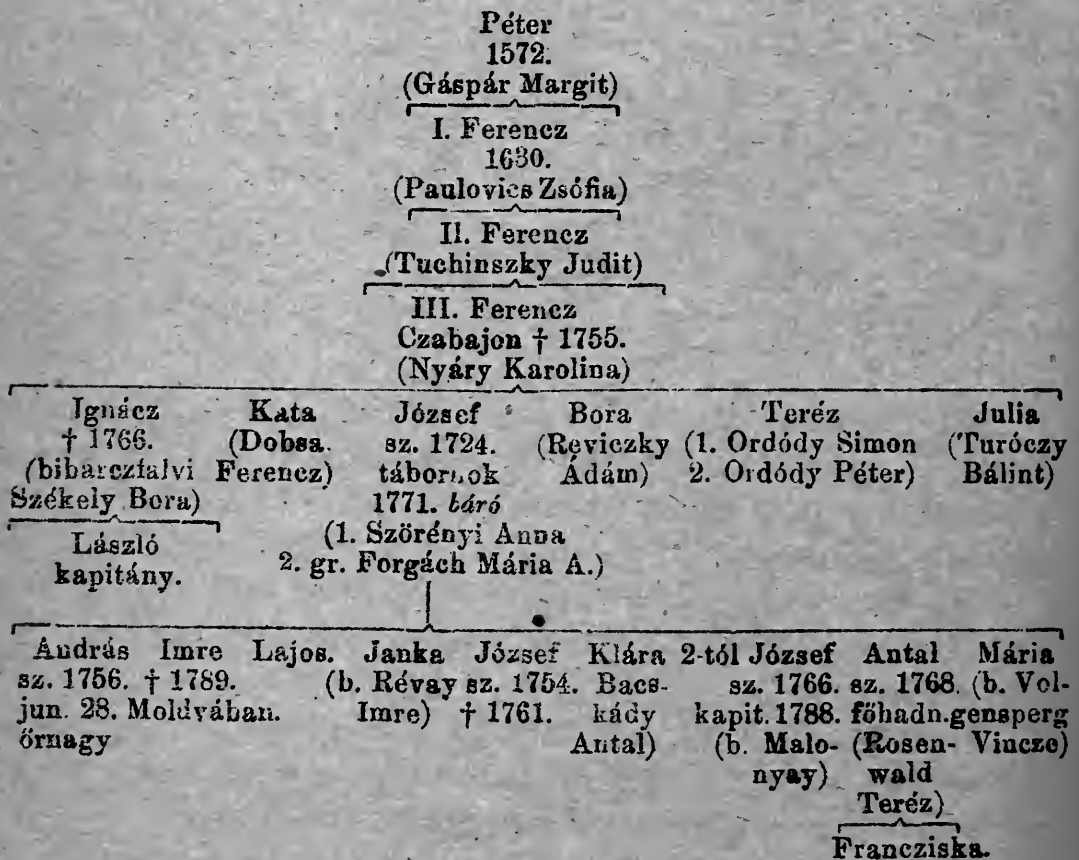 Péter
1572.
(Gáspár Margit)
I. Ferencz
1630.
(Paulovics Zsófia)
II. Ferencz
(Tuchinszky Judit)
III. Ferencz
Czabajon † 1755.
(Nyáry Karolina)
Ignácz Kata József Bora Teréz Julia
† 1766. (Dobsa Ferencz) sz. 1724. (Reviczky Ádám) (1. Ordódy Simon (Turóczy Bálint)
(bibarczfalvi tábornok 2. Ordódy Péter)
Székely Bora) 1771. báró
László (1. Szörényi Anna
kapitány. 2. gr. Forgách Mária A.)
András Imre Lajos. Janka József Klára 2-tól József Antal Mária
sz. 1756. † 1789. (b. Révay sz. 1754. Bacs- sz. 1766. sz. 1768. (b. Vol-
jun. 28. Moldvában. Imre) † 1761. kády kapit. 1788. főhadn. gensperg
őrnagy Antal) (b. Malo- (Rosen- Vincze)
nyay) wald
Teréz)
Francziska.